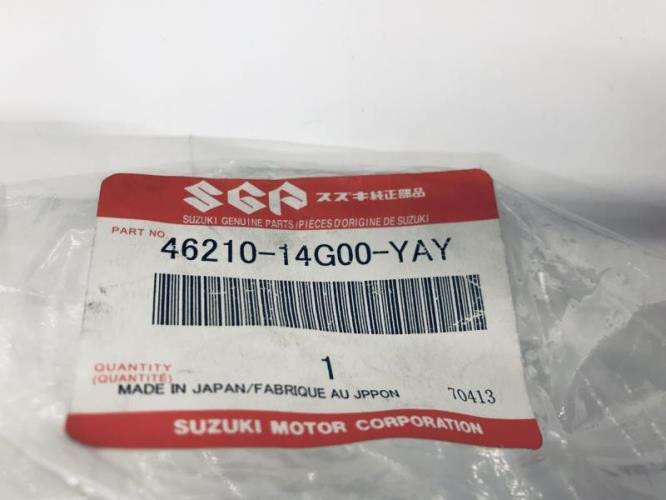 SGP スズキ純正部品
SUZUKI GENUINE PARTS/PIÈCES D'ORIGINE DE SUZUKI
PART NO. 46210-14G00-YAY
QUANTITY 1
(QUANTITÉ)
MADE IN JAPAN/FABRIQUE AU JPPON 70413
SUZUKI MOTOR CORPORATION